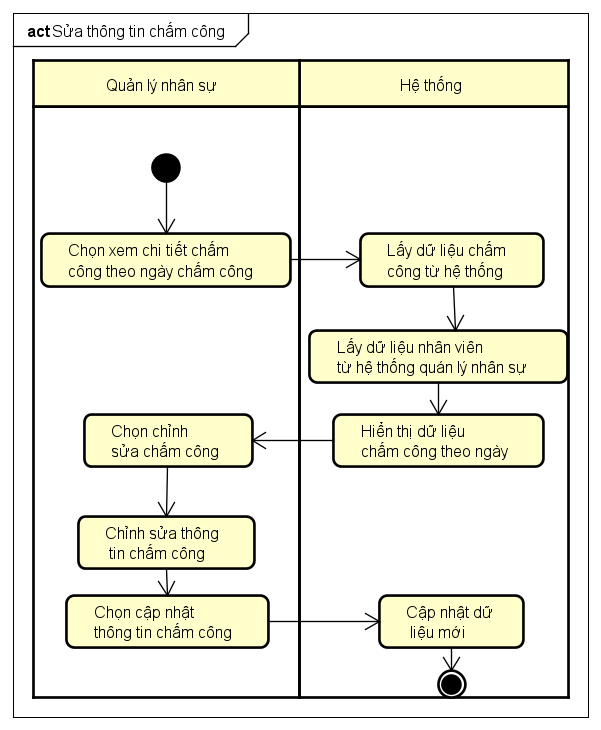 act Sửa thông tin chấm công
Quản lý nhân sự
Hệ thống
Chọn xem chi tiết chấm
công theo ngày chấm công
Lấy dữ liệu chấm
công từ hệ thống
Lấy dữ liệu nhân viên
từ hệ thống quán lý nhân sự
Hiển thị dữ liệu
chấm công theo ngày
Chọn chỉnh
sửa chấm công
Chỉnh sửa thông
tin chấm công
Chọn cập nhật
thông tin chấm công
Cập nhật dữ
liệu mới